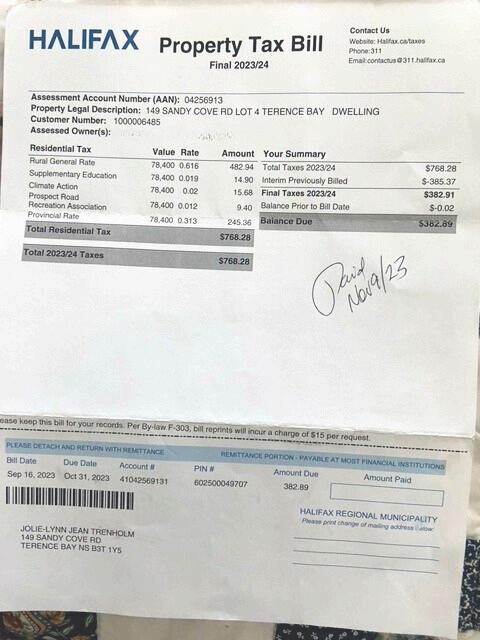 HALIFAX
Property Tax Bill
Final 2023/24
Contact Us
Website: Halifax.ca/taxes
Phone:311
Email:contactus@311.halifax.ca
Assessment Account Number (AAN): 04256913
Property Legal Description: 149 SANDY COVE RD LOT 4 TERENCE BAY DWELLING
Customer Number: 1000006485
Assessed Owner(s):
Residential Tax Value Rate Amount
Rural General Rate 78,400 0.616 482.94
Supplementary Education 78,400 0.019 14.90
Climate Action 78,400 0.02 15.68
Prospect Road
Recreation Association 78,400 0.012 9.40
Provincial Rate 78,400 0.313 245.36
Total Residential Tax $768.28
Total 2023/24 Taxes $768.28
Your Summary
Total Taxes 2023/24 $768.28
Interim Previously Billed $-385.37
Final Taxes 2023/24 $382.91
Balance Prior to Bill Date $-0.02
Balance Due $382.89
Paid
Nov 9/23
ease keep this bill for your records. Per By-law F-303, bill reprints will incur a charge of $15 per request.
PLEASE DETACH AND RETURN WITH REMITTANCE
REMITTANCE PORTION - PAYABLE AT MOST FINANCIAL INSTITUTIONS
Bill Date Due Date Account # PIN # Amount Due Amount Paid
Sep 16, 2023 Oct 31, 2023 41042569131 602500049707 382.89
HALIFAX REGIONAL MUNICIPALITY
Please print change of mailing address below:
JOLIE-LYNN JEAN TRENHOLM
149 SANDY COVE RD
TERENCE BAY NS B3T 1Y5